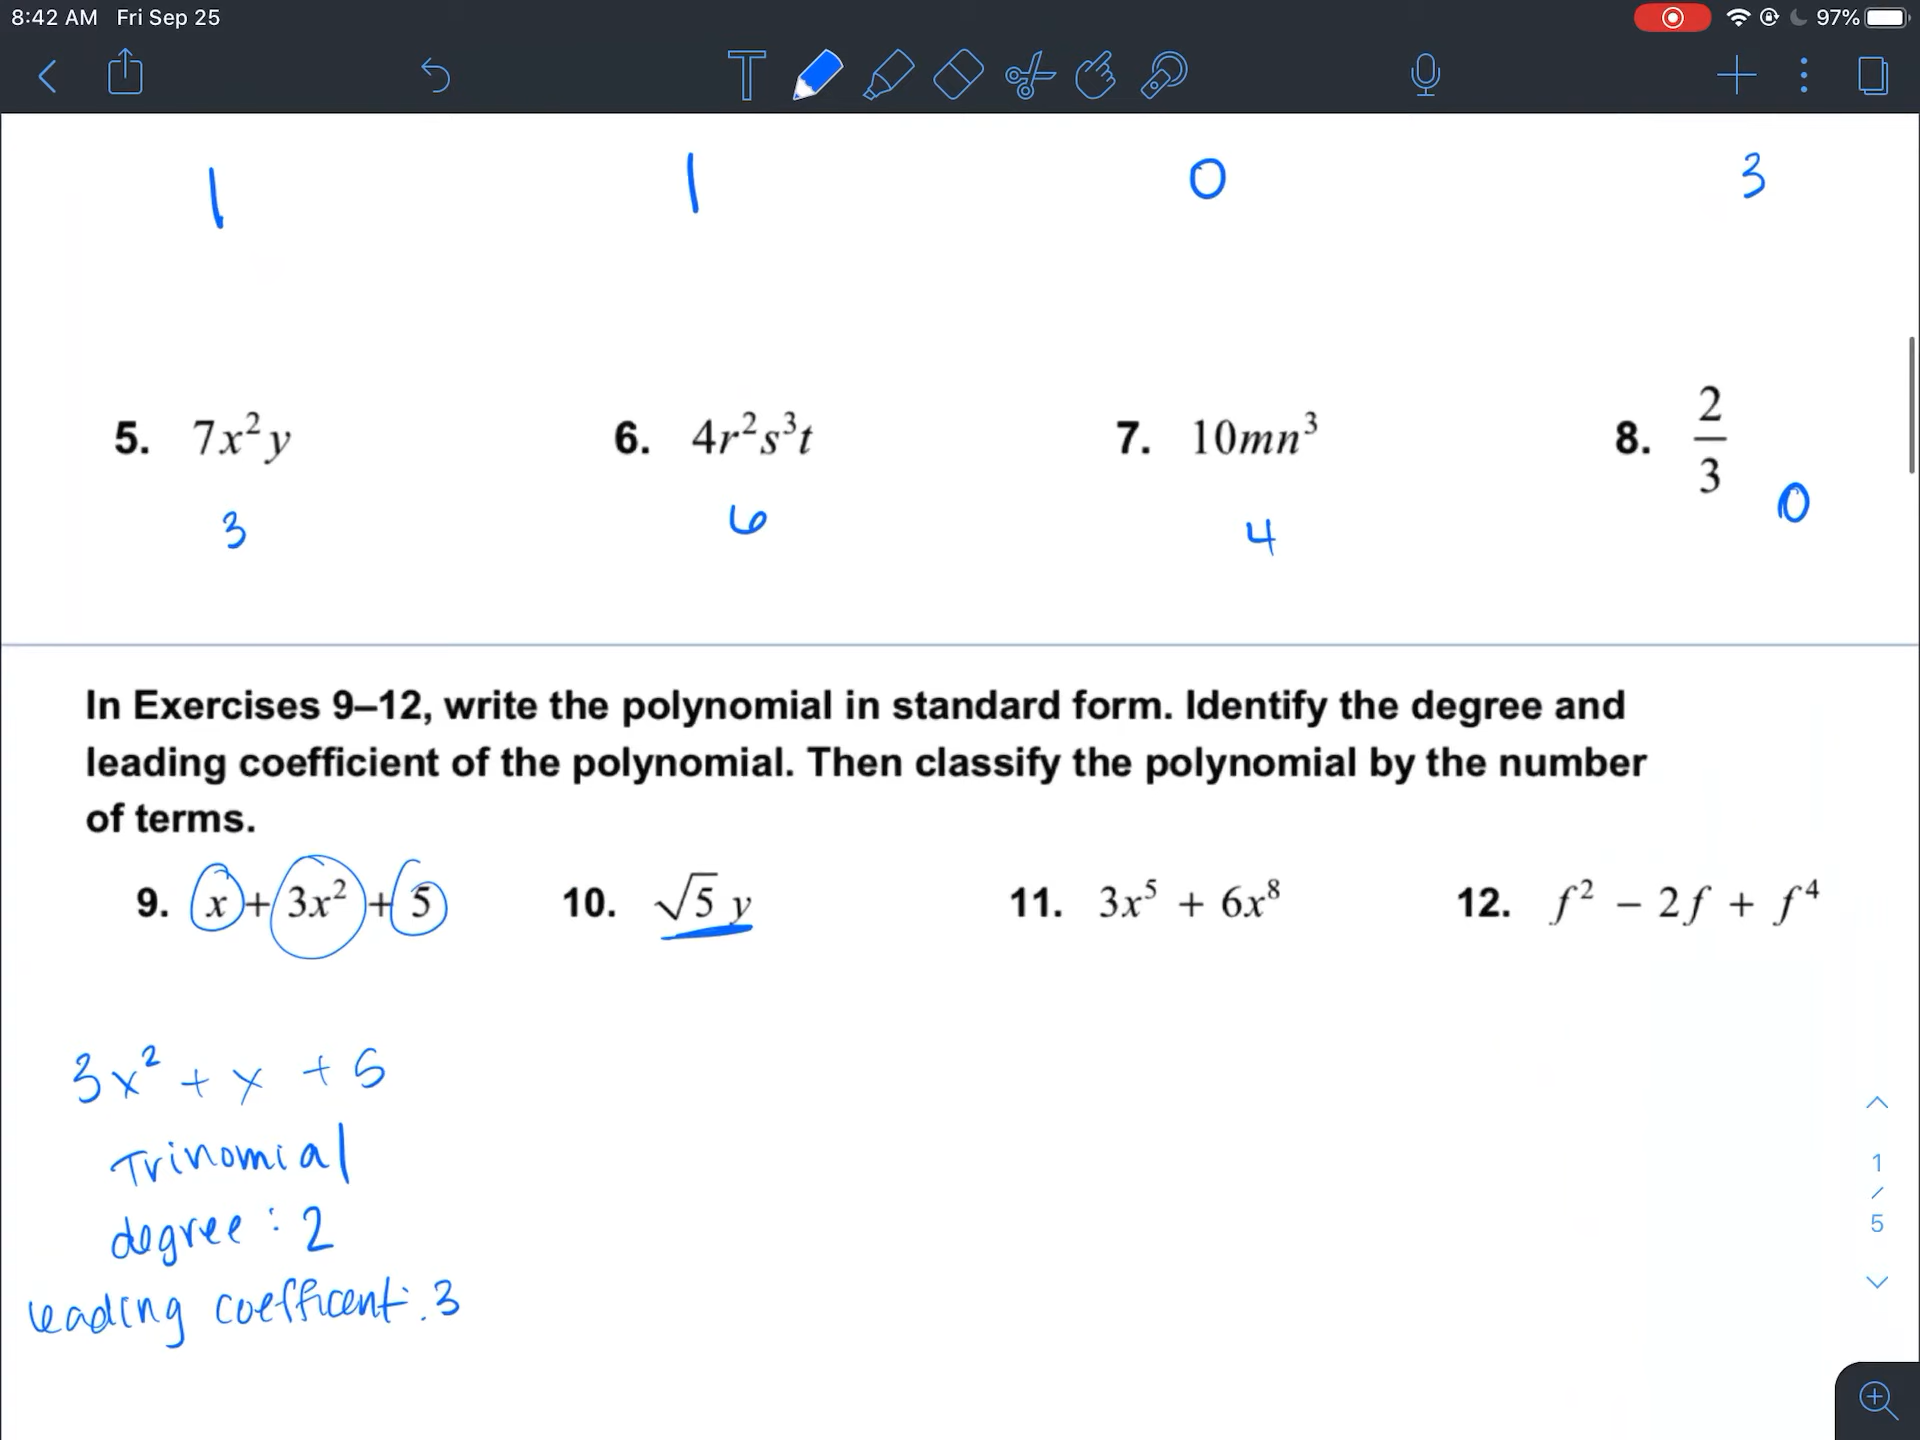 8:42 AM Fri Sep 25 97%
T
1 1 0 3
5. 7x²y 6. 4r²s³t 7. 10mn³ 8. 2/3
3 6 4 0
In Exercises 9–12, write the polynomial in standard form. Identify the degree and
leading coefficient of the polynomial. Then classify the polynomial by the number
of terms.
9. x + 3x² + 5 10. √5 y 11. 3x⁵ + 6x⁸ 12. f² − 2f + f⁴
3x² + x + 5
Trinomial
degree : 2
leading coefficent : 3
1
/
5